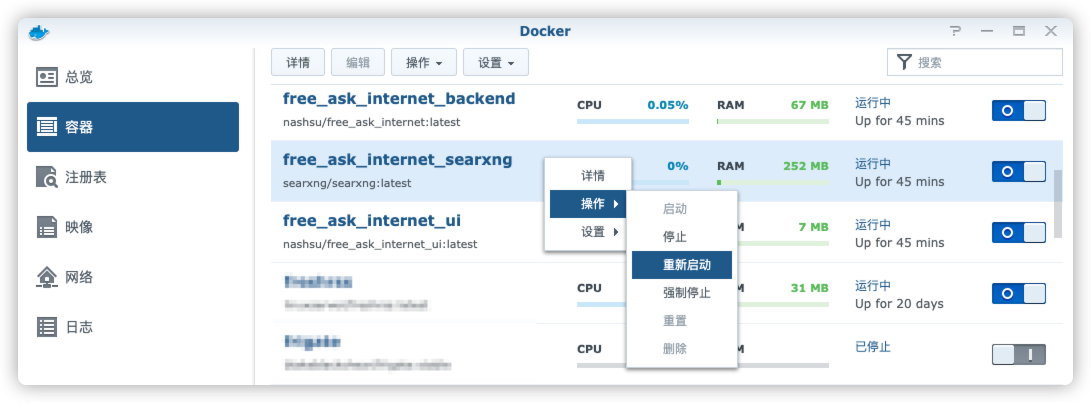 Docker
总览
容器
注册表
映像
网络
日志
详情 编辑 操作 设置 搜索
free_ask_internet_backend CPU 0.05% RAM 67 MB 运行中
nashsu/free_ask_internet:latest Up for 45 mins
free_ask_internet_searxng 0% RAM 252 MB 运行中
searxng/searxng:latest Up for 45 mins
free_ask_internet_ui 7 MB 运行中
nashsu/free_ask_internet_ui:latest Up for 45 mins
CPU 31 MB 运行中
Up for 20 days
CPU 已停止
详情
操作
设置
启动
停止
重新启动
强制停止
重置
删除